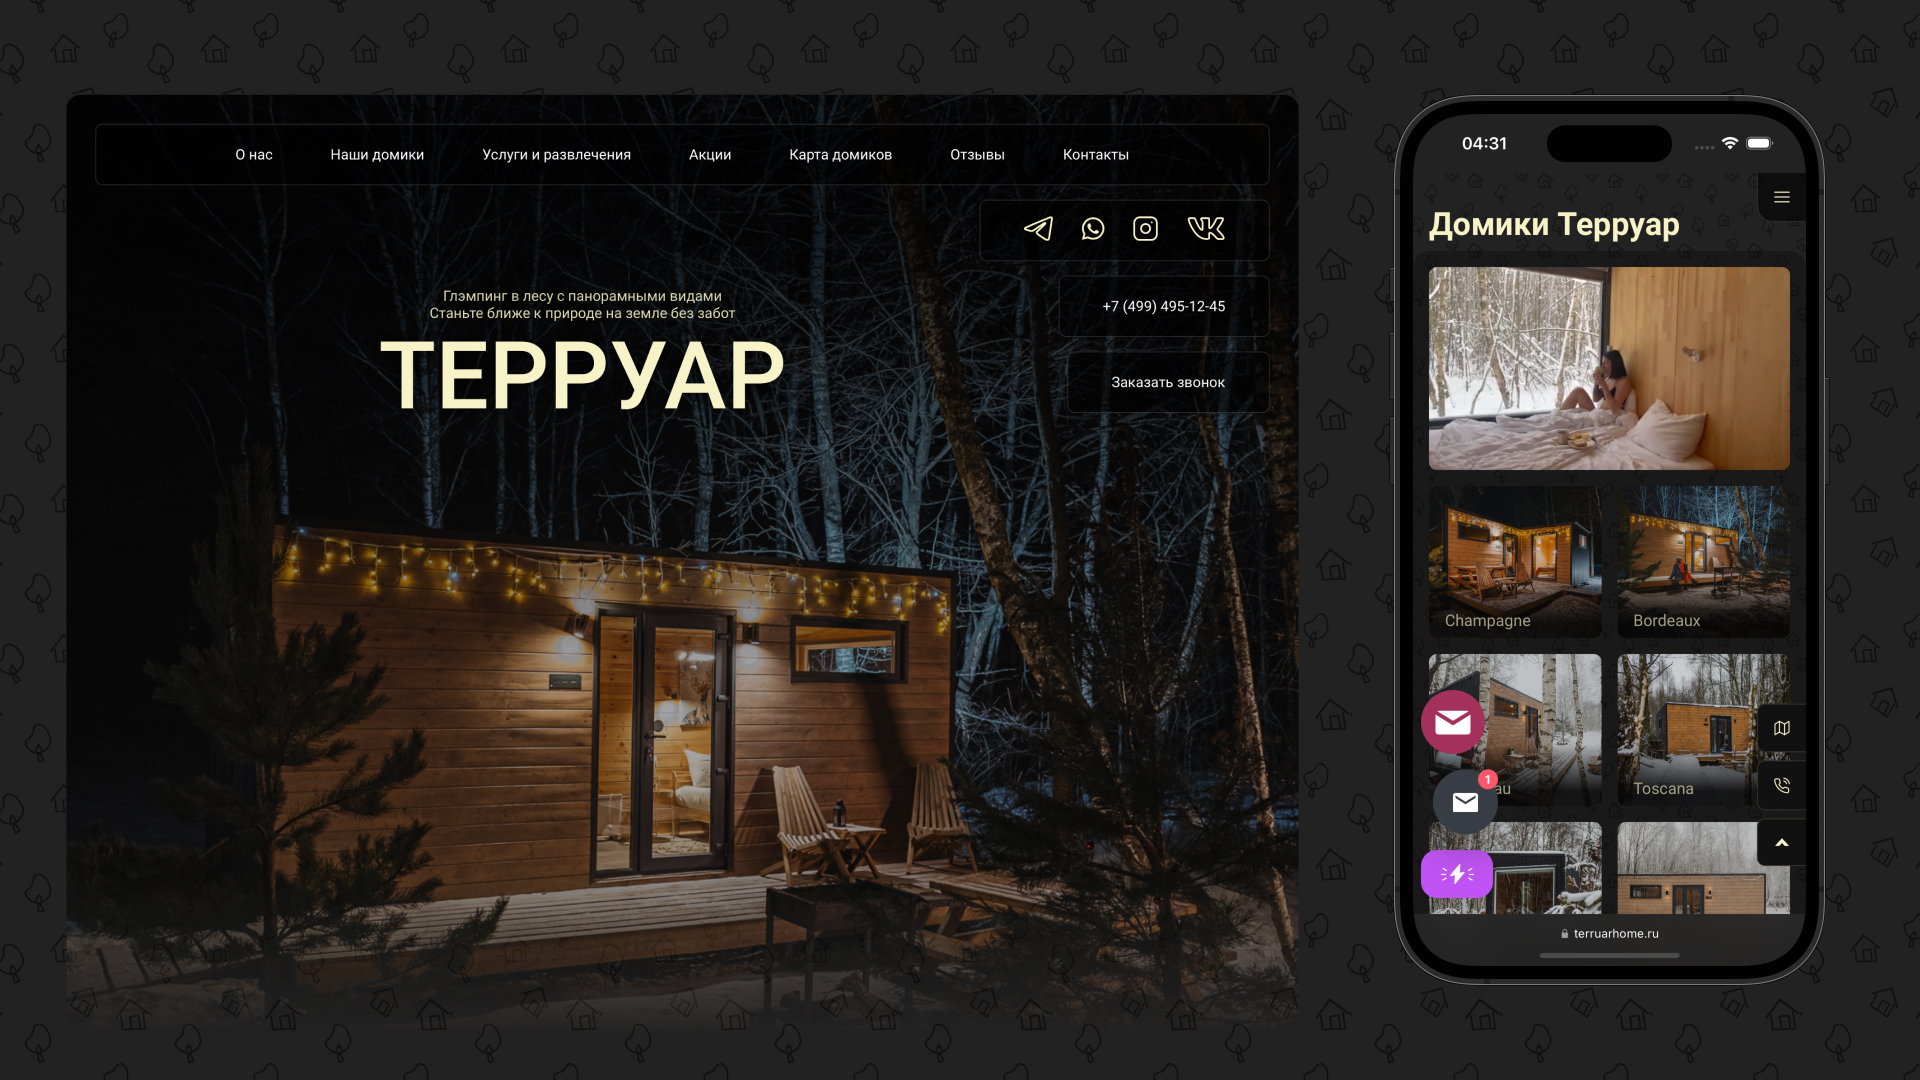 О нас
Наши домики
Услуги и развлечения
Акции
Карта домиков
Отзывы
Контакты
+7 (499) 495-12-45
Заказать звонок
Глэмпинг в лесу с панорамными видами
Станьте ближе к природе на земле без забот
ТЕРРУАР
04:31
Домики Терруар
Champagne
Bordeaux
Toscana
1
terruarhome.ru